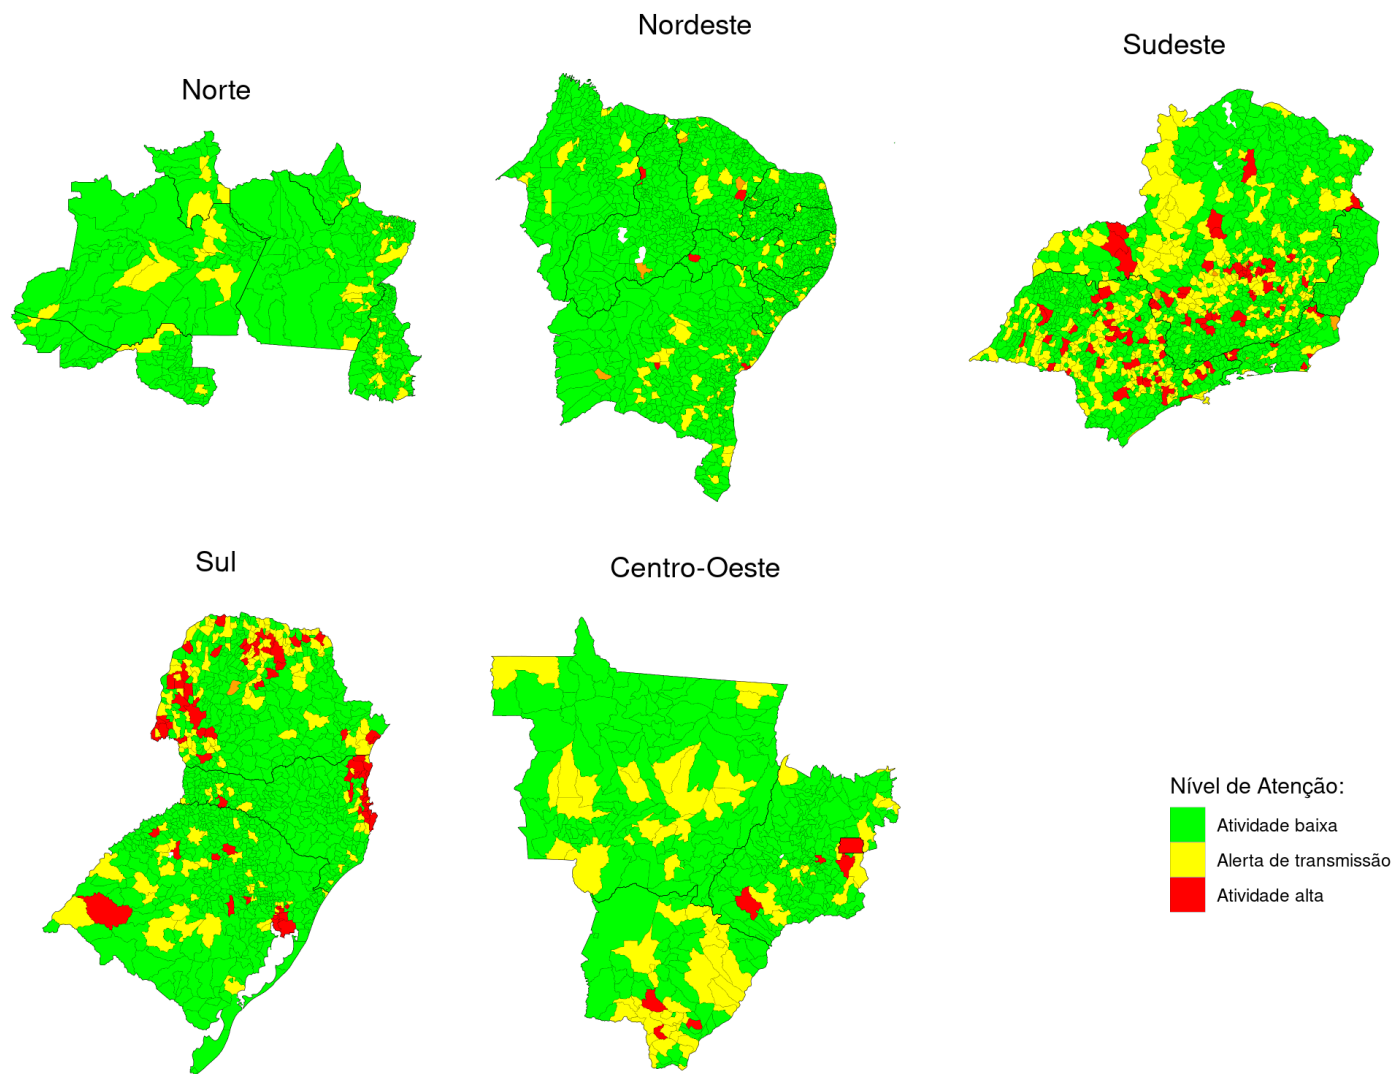 Nordeste
Sudeste
Norte
Sul
Centro-Oeste
Nível de Atenção:
Atividade baixa
Alerta de transmissão
Atividade alta